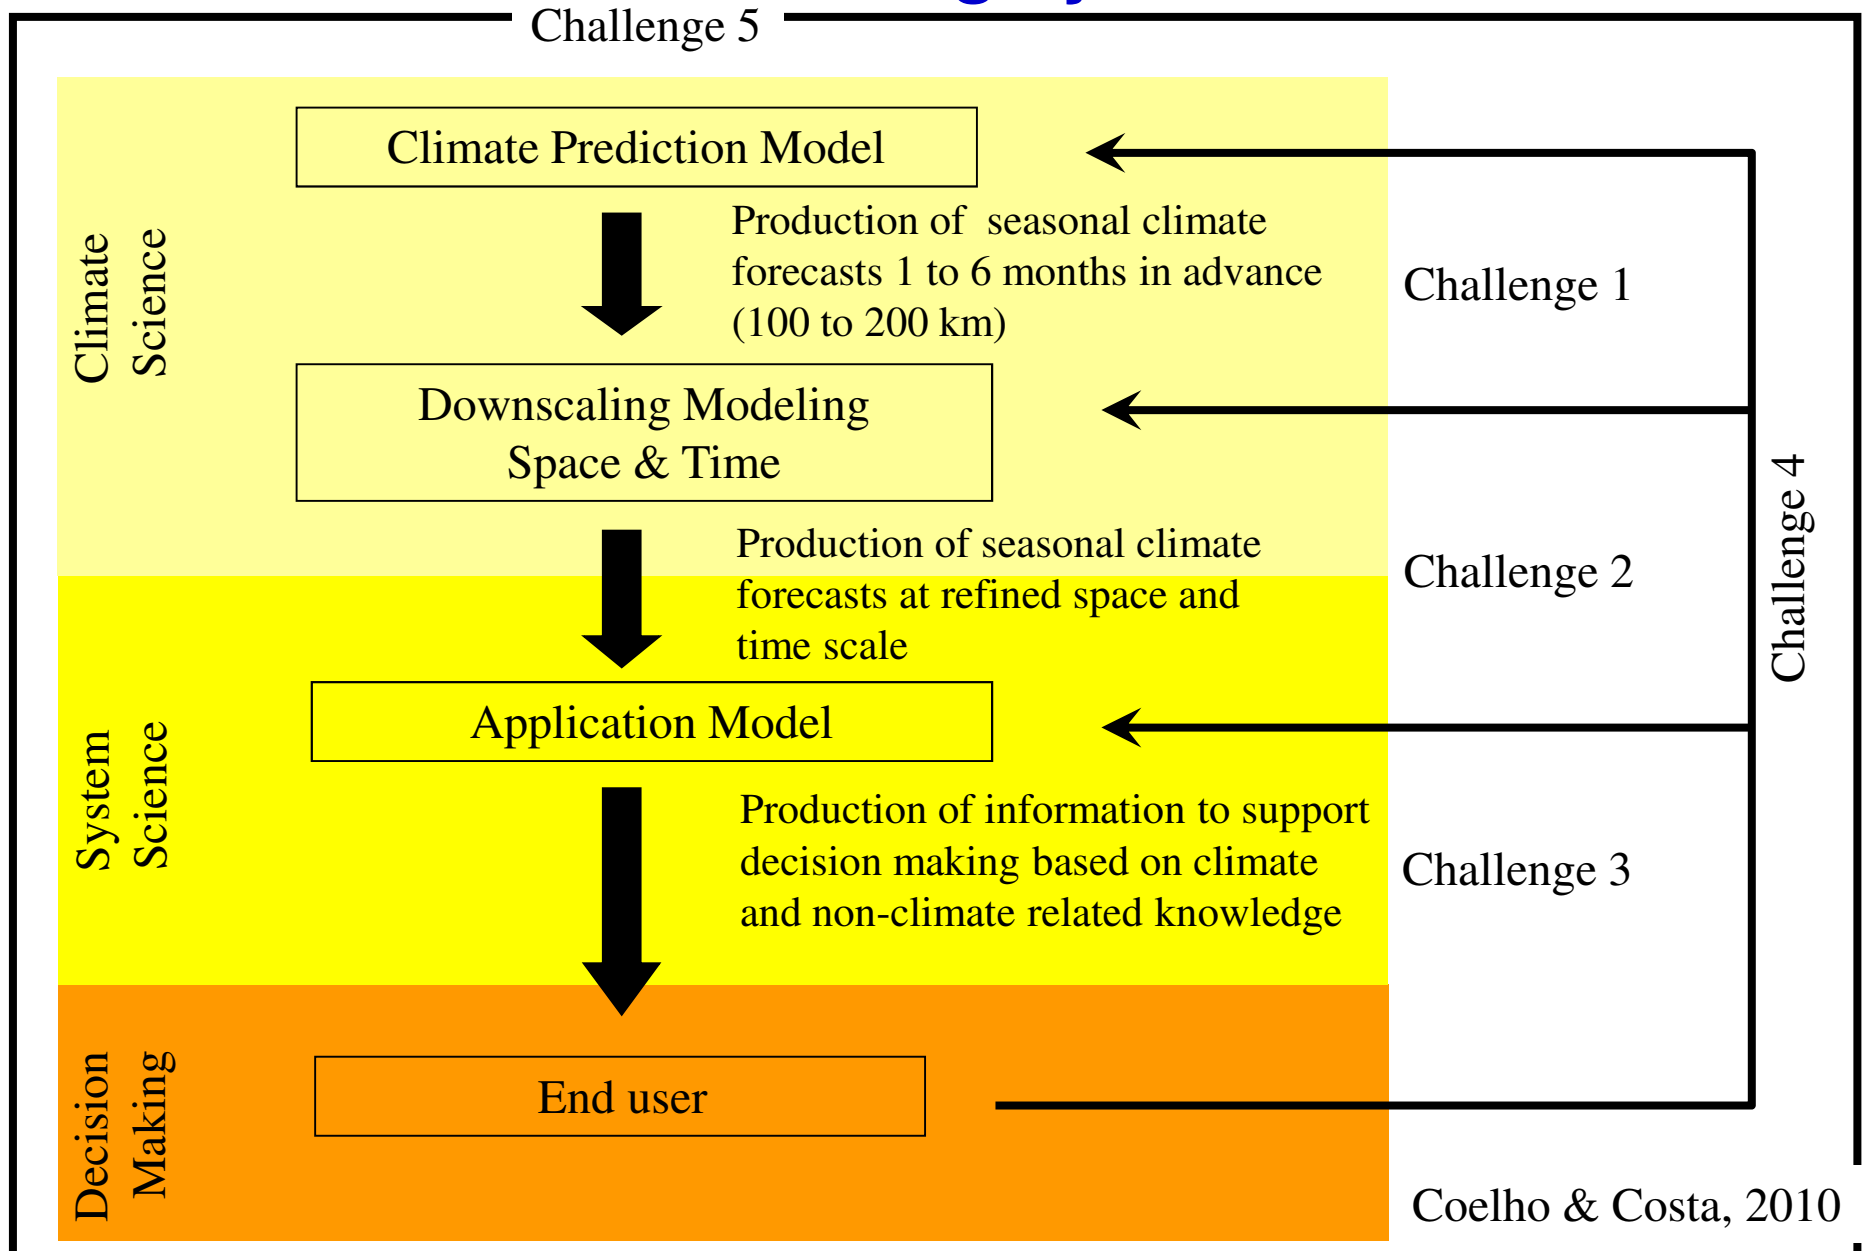 Challenge 5
Climate Prediction Model
Production of seasonal climate
forecasts 1 to 6 months in advance
(100 to 200 km)
Challenge 1
Climate
Science
Downscaling Modeling
Space & Time
Production of seasonal climate
forecasts at refined space and
time scale
Challenge 2
Challenge 4
Application Model
System
Science
Production of information to support
decision making based on climate
and non-climate related knowledge
Challenge 3
Decision
Making
End user
Coelho & Costa, 2010